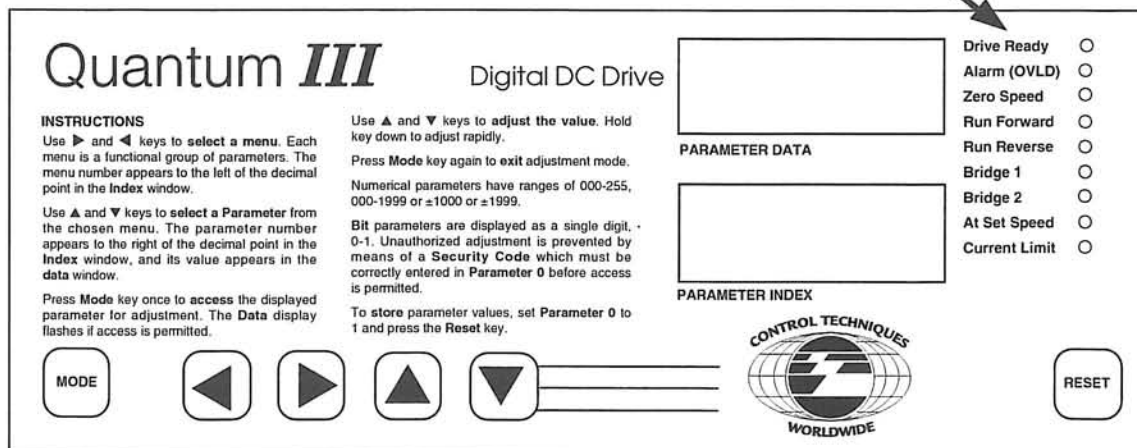 Quantum III
Digital DC Drive
INSTRUCTIONS
Use ▶ and ◀ keys to select a menu. Each
menu is a functional group of parameters. The
menu number appears to the left of the decimal
point in the Index window.
Use ▲ and ▼ keys to select a Parameter from
the chosen menu. The parameter number
appears to the right of the decimal point in the
Index window, and its value appears in the
data window.
Press Mode key once to access the displayed
parameter for adjustment. The Data display
flashes if access is permitted.
Use ▲ and ▼ keys to adjust the value. Hold
key down to adjust rapidly.
Press Mode key again to exit adjustment mode.
Numerical parameters have ranges of 000-255,
000-1999 or ±1000 or ±1999.
Bit parameters are displayed as a single digit,
0-1. Unauthorized adjustment is prevented by
means of a Security Code which must be
correctly entered in Parameter 0 before access
is permitted.
To store parameter values, set Parameter 0 to
1 and press the Reset key.
PARAMETER DATA
PARAMETER INDEX
Drive Ready
Alarm (OVLD)
Zero Speed
Run Forward
Run Reverse
Bridge 1
Bridge 2
At Set Speed
Current Limit
MODE
CONTROL TECHNIQUES
WORLDWIDE
RESET